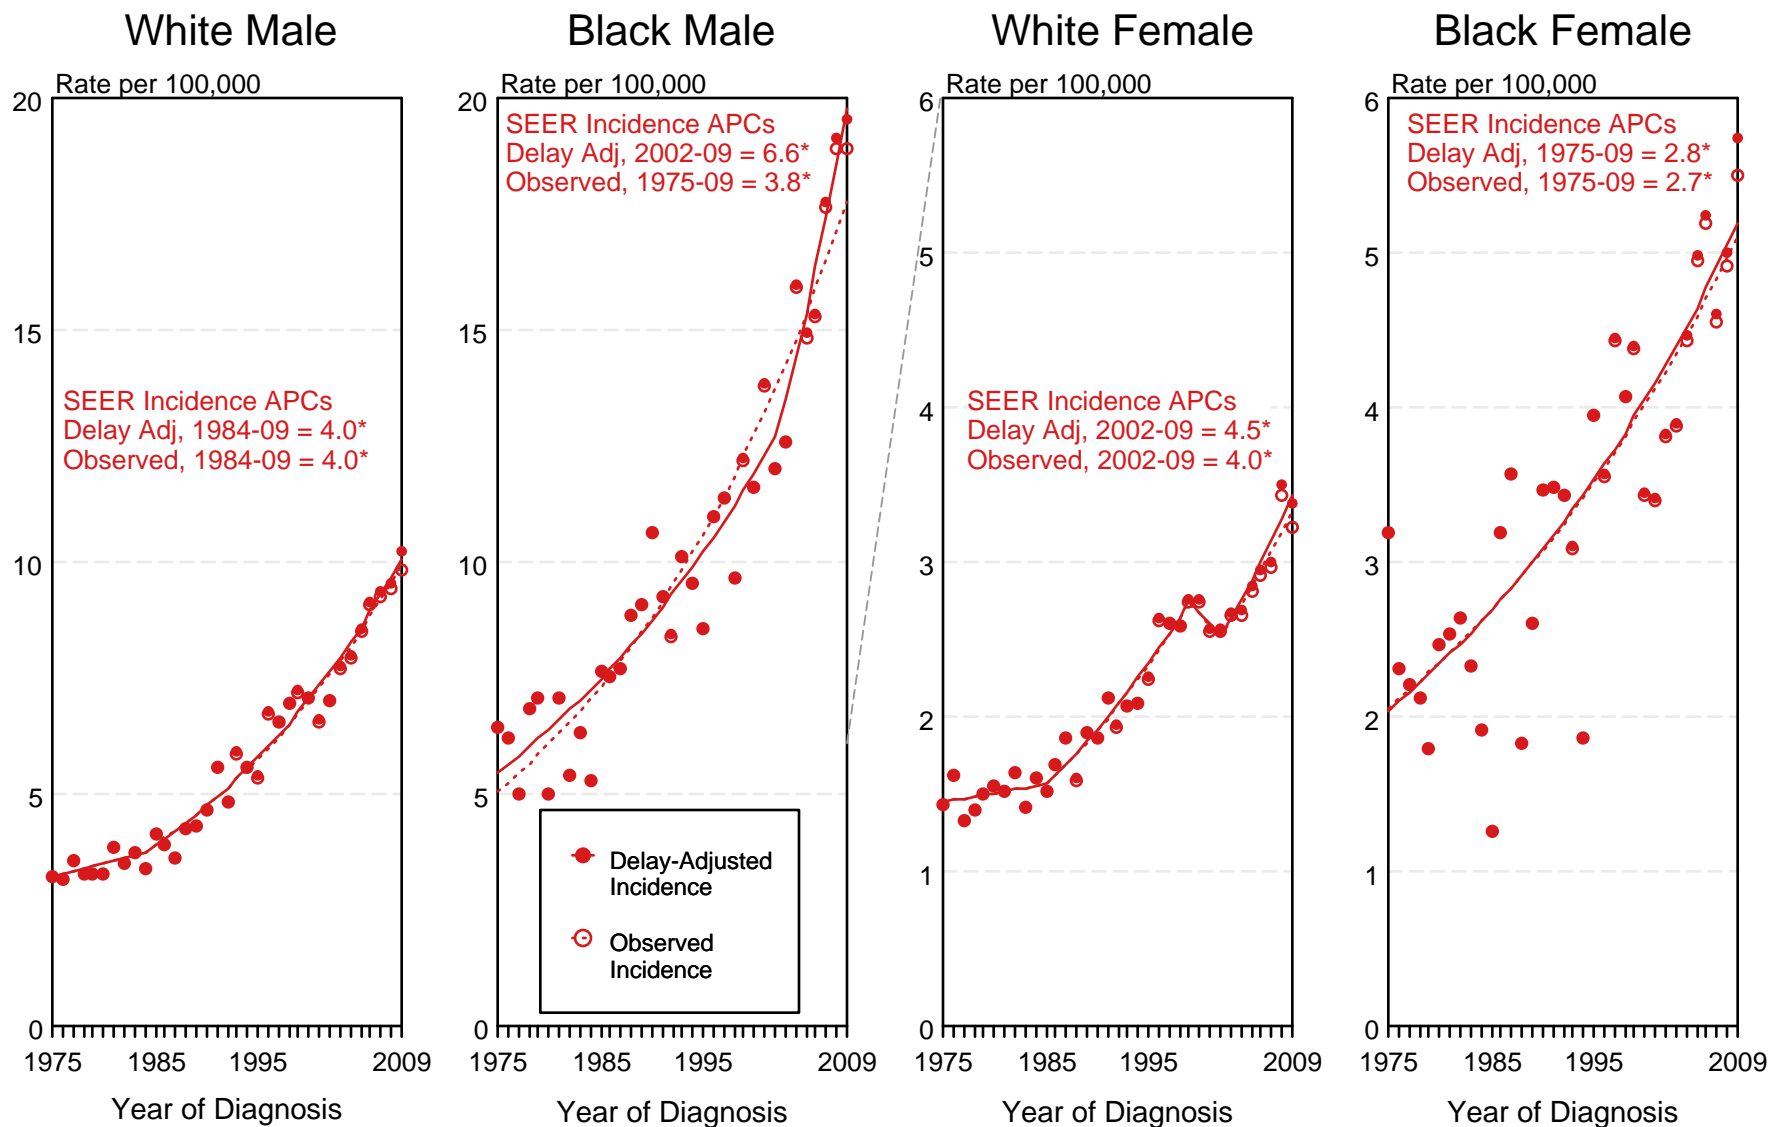 White Male
Black Male
White Female
Black Female
Rate per 100,000
20
15
10
5
0
SEER Incidence APCs
Delay Adj, 1984-09 = 4.0*
Observed, 1984-09 = 4.0*
1975
1985
1995
2009
Year of Diagnosis
Rate per 100,000
20
15
10
5
0
SEER Incidence APCs
Delay Adj, 2002-09 = 6.6*
Observed, 1975-09 = 3.8*
Delay-Adjusted
Incidence
Observed
Incidence
1975
1985
1995
2009
Year of Diagnosis
Rate per 100,000
6
5
4
3
2
1
0
SEER Incidence APCs
Delay Adj, 2002-09 = 4.5*
Observed, 2002-09 = 4.0*
1975
1985
1995
2009
Year of Diagnosis
Rate per 100,000
6
5
4
3
2
1
0
SEER Incidence APCs
Delay Adj, 1975-09 = 2.8*
Observed, 1975-09 = 2.7*
1975
1985
1995
2009
Year of Diagnosis